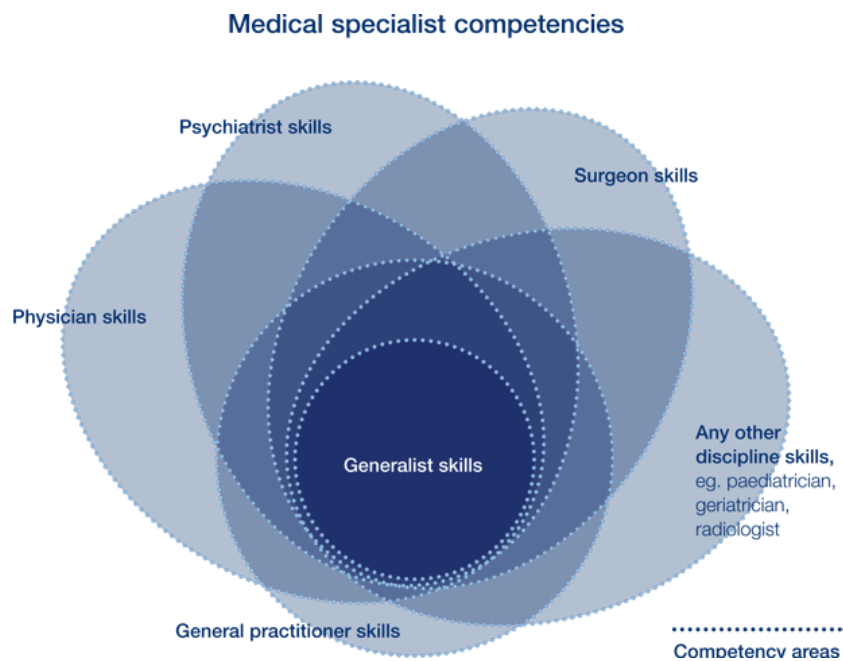 Medical specialist competencies
Psychiatrist skills
Surgeon skills
Physician skills
Any other
discipline skills,
eg. paediatrician,
geriatrician,
radiologist
Generalist skills
General practitioner skills
Competency areas